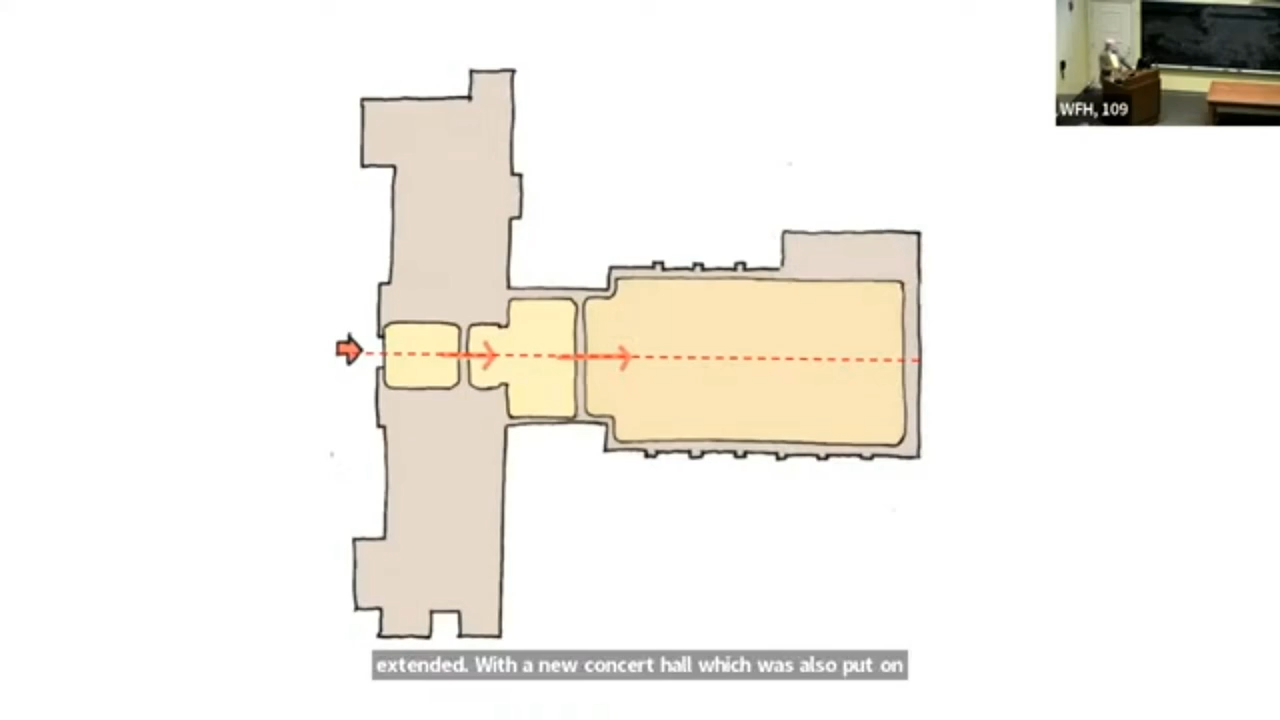 WFH, 109
extended. With a new concert hall which was also put on